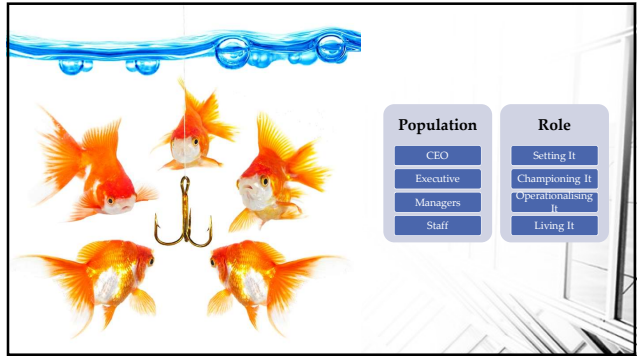 Population
CEO
Executive
Managers
Staff
Role
Setting It
Championing It
Operationalising
It
Living It